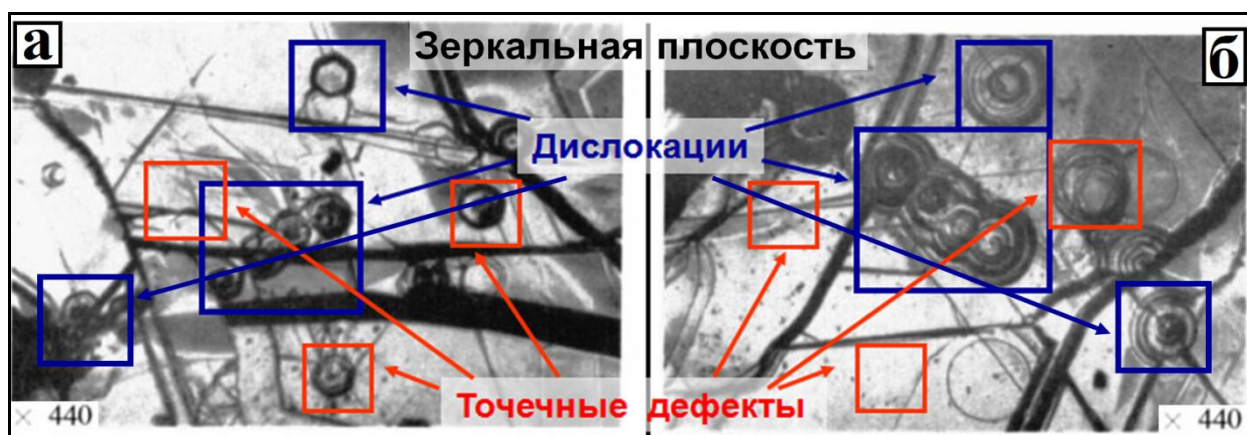 а
Зеркальная плоскость
б
Дислокации
Точечные дефекты
× 440
× 440